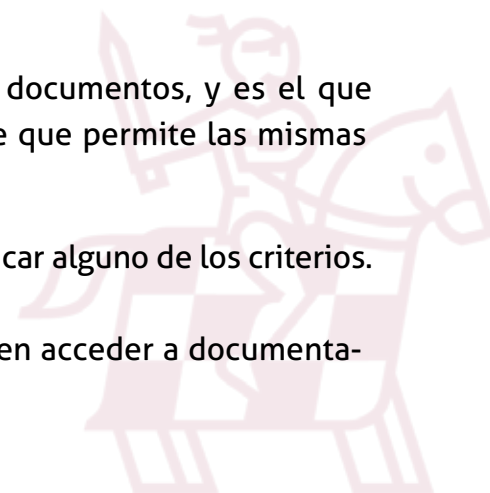 documentos, y es el que
que permite las mismas
car alguno de los criterios.
en acceder a documenta-